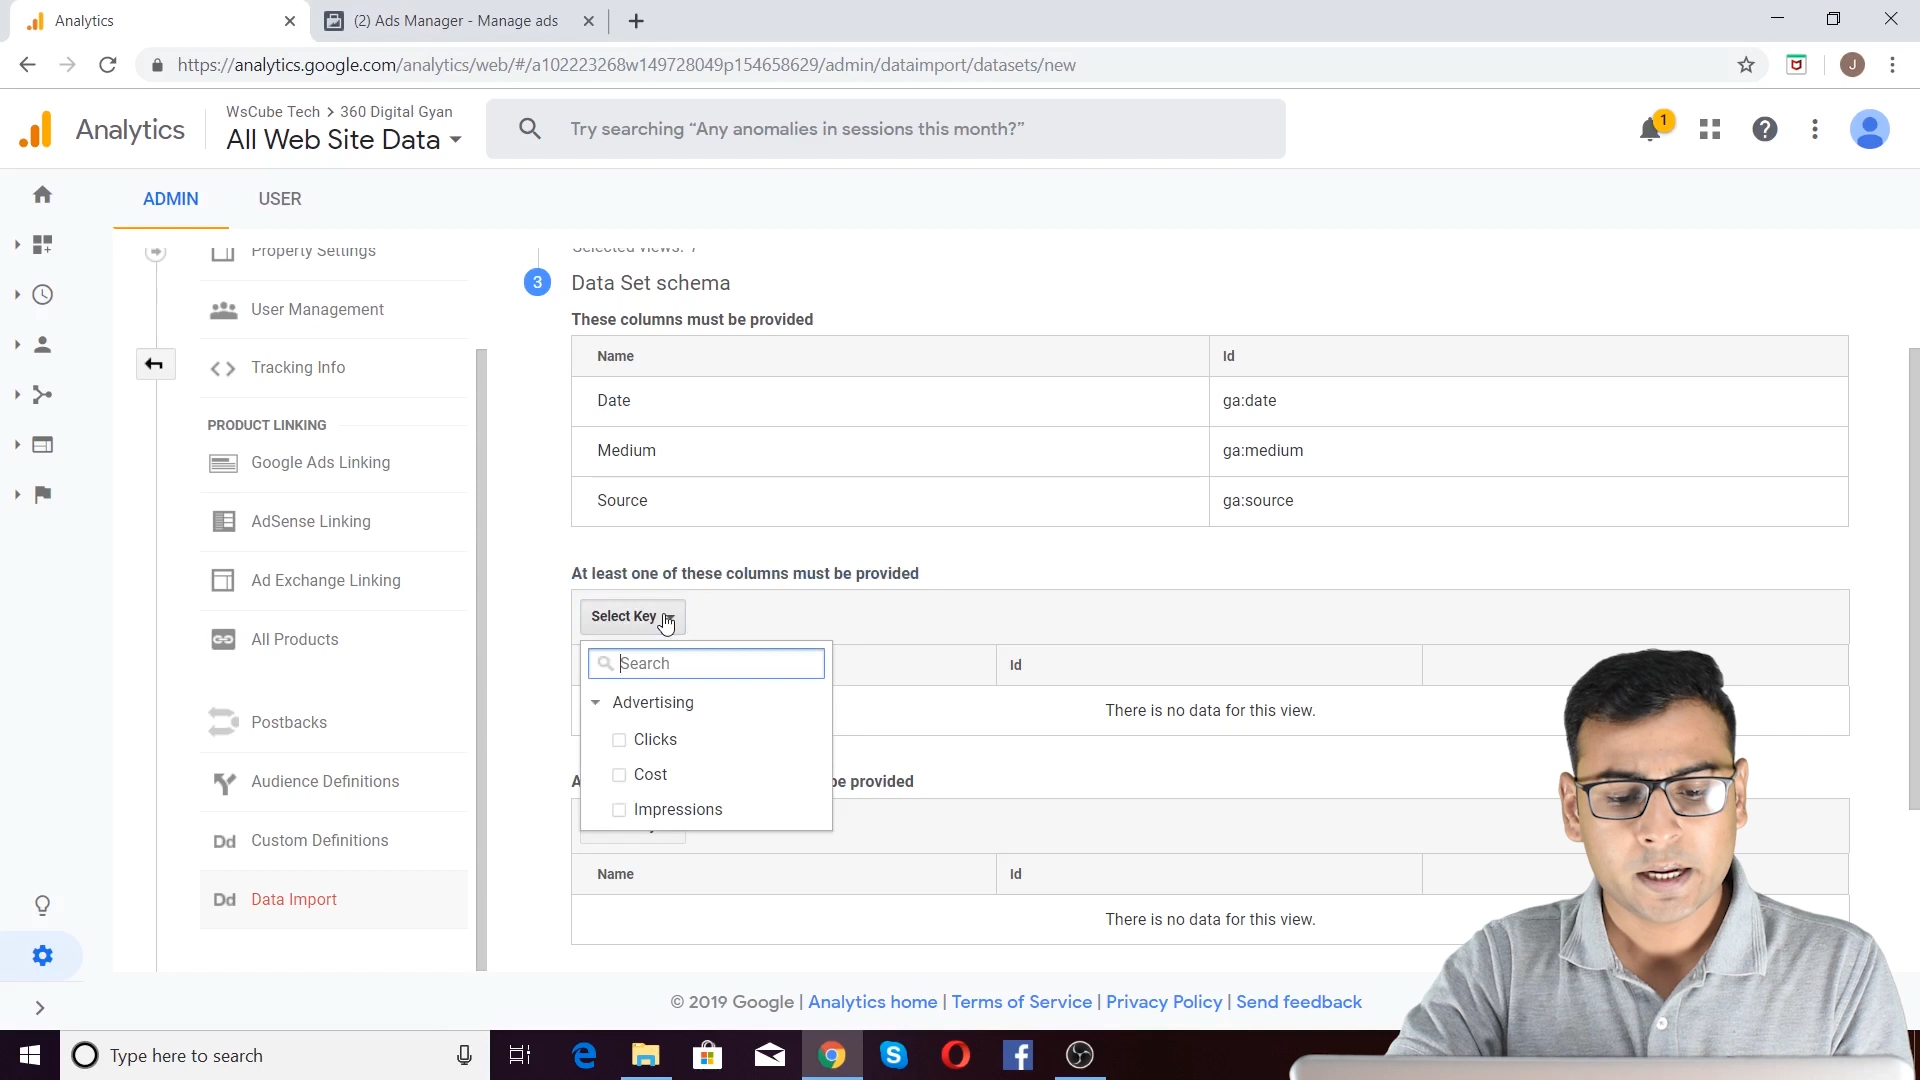 Analytics
(2) Ads Manager - Manage ads
https://analytics.google.com/analytics/web/#/a102223268w149728049p154658629/admin/dataimport/datasets/new
J
Analytics
WsCube Tech > 360 Digital Gyan
All Web Site Data
Try searching “Any anomalies in sessions this month?”
1
ADMIN
USER
Property Settings
User Management
Tracking Info
PRODUCT LINKING
Google Ads Linking
AdSense Linking
Ad Exchange Linking
All Products
Postbacks
Audience Definitions
Dd Custom Definitions
Dd Data Import
Selected views: 7
3 Data Set schema
These columns must be provided
Name Id
Date ga:date
Medium ga:medium
Source ga:source
At least one of these columns must be provided
Select Key
Search
Advertising
Clicks
Cost
Impressions
Id
There is no data for this view.
be provided
Name Id
There is no data for this view.
© 2019 Google | Analytics home | Terms of Service | Privacy Policy | Send feedback
Type here to search